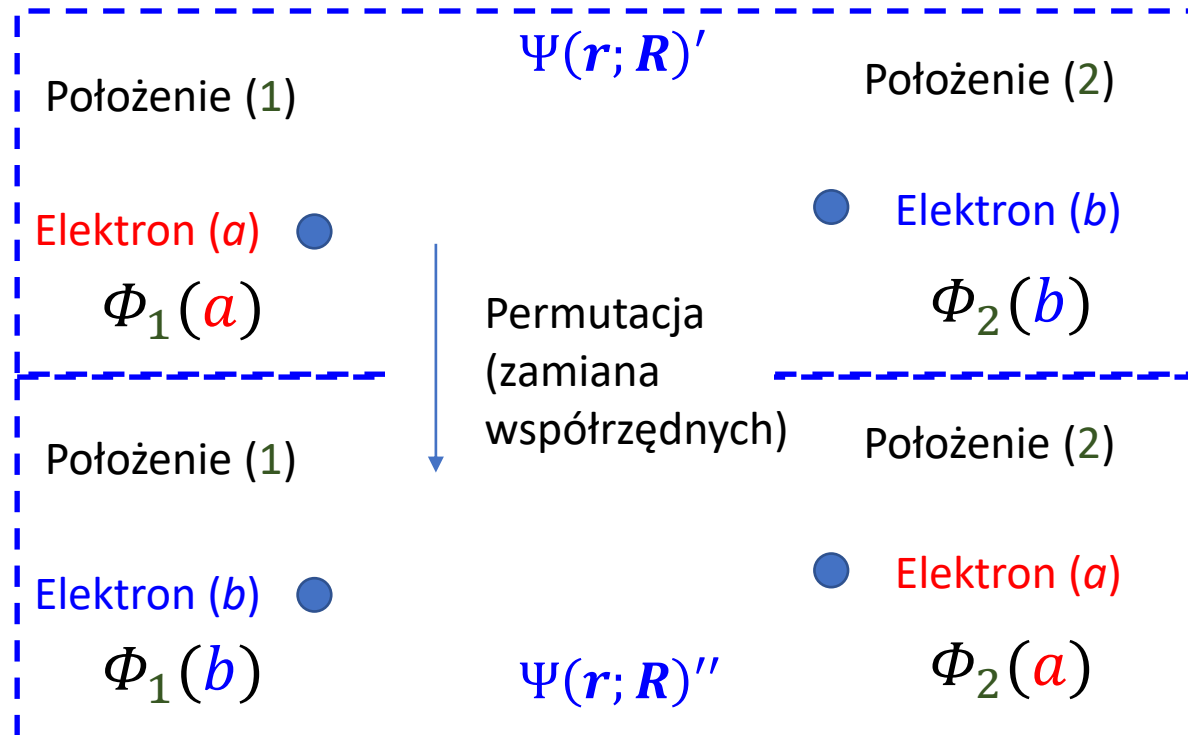 Ψ(r; R)′
Położenie (1)
Położenie (2)
Elektron (a)
Elektron (b)
Φ₁(a)
Φ₂(b)
Permutacja
(zamiana
współrzędnych)
Położenie (1)
Położenie (2)
Elektron (b)
Elektron (a)
Φ₁(b)
Ψ(r; R)′′
Φ₂(a)